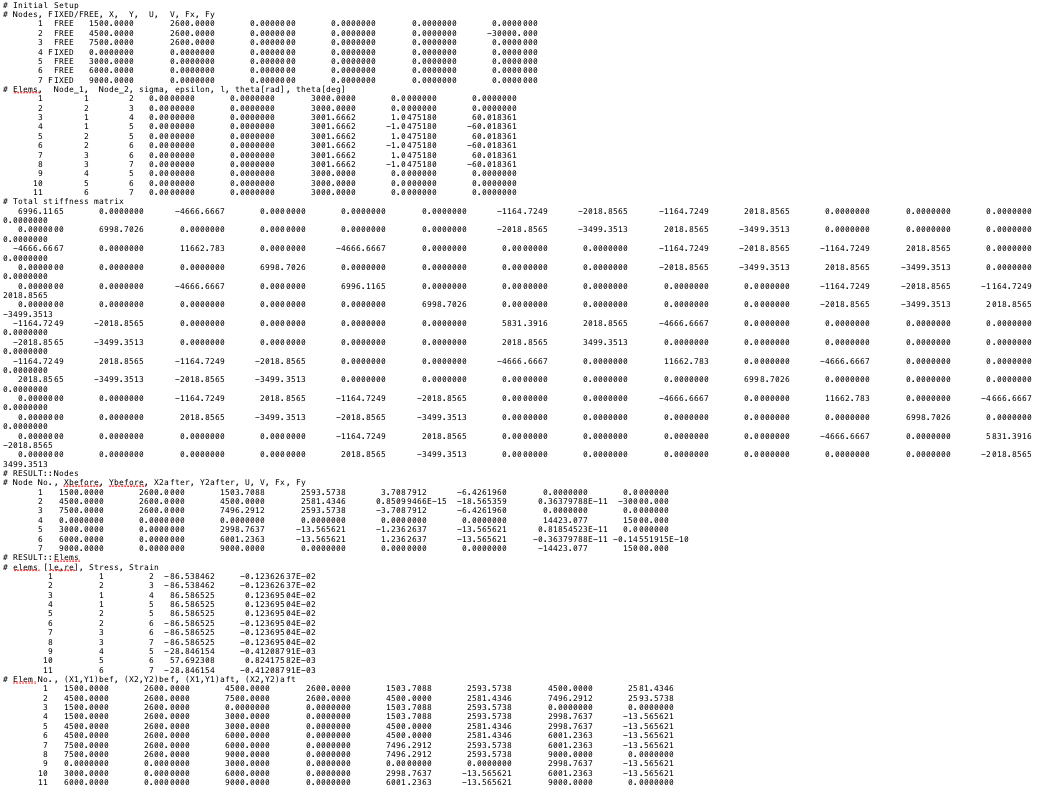 # Initial Setup
# Nodes, FIXED/FREE, X, Y, U, V, Fx, Fy
1 FREE 1500.0000 2600.0000 0.0000000 0.0000000 0.0000000 0.0000000
2 FREE 4500.0000 2600.0000 0.0000000 0.0000000 0.0000000 -30000.000
3 FREE 7500.0000 2600.0000 0.0000000 0.0000000 0.0000000 0.0000000
4 FIXED 0.0000000 0.0000000 0.0000000 0.0000000 0.0000000 0.0000000
5 FREE 3000.0000 0.0000000 0.0000000 0.0000000 0.0000000 0.0000000
6 FREE 6000.0000 0.0000000 0.0000000 0.0000000 0.0000000 0.0000000
7 FIXED 9000.0000 0.0000000 0.0000000 0.0000000 0.0000000 0.0000000
# Elems, Node_1, Node_2, sigma, epsilon, l, theta[rad], theta[deg]
1 1 2 0.0000000 0.0000000 3000.0000 0.0000000 0.0000000
2 2 3 0.0000000 0.0000000 3000.0000 0.0000000 0.0000000
3 1 4 0.0000000 0.0000000 3001.6662 1.0475180 60.018361
4 1 5 0.0000000 0.0000000 3001.6662 -1.0475180 -60.018361
5 2 5 0.0000000 0.0000000 3001.6662 1.0475180 60.018361
6 2 6 0.0000000 0.0000000 3001.6662 -1.0475180 -60.018361
7 3 6 0.0000000 0.0000000 3001.6662 1.0475180 60.018361
8 3 7 0.0000000 0.0000000 3001.6662 -1.0475180 -60.018361
9 4 5 0.0000000 0.0000000 3000.0000 0.0000000 0.0000000
10 5 6 0.0000000 0.0000000 3000.0000 0.0000000 0.0000000
11 6 7 0.0000000 0.0000000 3000.0000 0.0000000 0.0000000
# Total stiffness matrix
6996.1165 0.0000000 -4666.6667 0.0000000 0.0000000 0.0000000 -1164.7249 -2018.8565 -1164.7249 2018.8565 0.0000000 0.0000000 0.0000000
0.0000000
0.0000000 6998.7026 0.0000000 0.0000000 0.0000000 0.0000000 -2018.8565 -3499.3513 2018.8565 -3499.3513 0.0000000 0.0000000 0.0000000
0.0000000
-4666.6667 0.0000000 11662.783 0.0000000 -4666.6667 0.0000000 0.0000000 0.0000000 -1164.7249 -2018.8565 -1164.7249 2018.8565 0.0000000
0.0000000
0.0000000 0.0000000 0.0000000 6998.7026 0.0000000 0.0000000 0.0000000 0.0000000 -2018.8565 -3499.3513 2018.8565 -3499.3513 0.0000000
0.0000000
0.0000000 0.0000000 -4666.6667 0.0000000 6996.1165 0.0000000 0.0000000 0.0000000 0.0000000 0.0000000 -1164.7249 -2018.8565 -1164.7249
2018.8565
0.0000000 0.0000000 0.0000000 0.0000000 0.0000000 6998.7026 0.0000000 0.0000000 0.0000000 0.0000000 -2018.8565 -3499.3513 2018.8565
-3499.3513
-1164.7249 -2018.8565 0.0000000 0.0000000 0.0000000 0.0000000 5831.3916 2018.8565 -4666.6667 0.0000000 0.0000000 0.0000000 0.0000000
0.0000000
-2018.8565 -3499.3513 0.0000000 0.0000000 0.0000000 0.0000000 2018.8565 3499.3513 0.0000000 0.0000000 0.0000000 0.0000000 0.0000000
0.0000000
-1164.7249 2018.8565 -1164.7249 -2018.8565 0.0000000 0.0000000 -4666.6667 0.0000000 11662.783 0.0000000 -4666.6667 0.0000000 0.0000000
0.0000000
2018.8565 -3499.3513 -2018.8565 -3499.3513 0.0000000 0.0000000 0.0000000 0.0000000 0.0000000 6998.7026 0.0000000 0.0000000 0.0000000
0.0000000
0.0000000 0.0000000 -1164.7249 2018.8565 -1164.7249 -2018.8565 0.0000000 0.0000000 -4666.6667 0.0000000 11662.783 0.0000000 -4666.6667
0.0000000
0.0000000 0.0000000 2018.8565 -3499.3513 -2018.8565 -3499.3513 0.0000000 0.0000000 0.0000000 0.0000000 0.0000000 6998.7026 0.0000000
0.0000000
0.0000000 0.0000000 0.0000000 0.0000000 -1164.7249 2018.8565 0.0000000 0.0000000 0.0000000 0.0000000 -4666.6667 0.0000000 5831.3916
-2018.8565
0.0000000 0.0000000 0.0000000 0.0000000 2018.8565 -3499.3513 0.0000000 0.0000000 0.0000000 0.0000000 0.0000000 0.0000000 -2018.8565
3499.3513
# RESULT::Nodes
# Node No., Xbefore, Ybefore, X2after, Y2after, U, V, Fx, Fy
1 1500.0000 2600.0000 1503.7088 2593.5738 3.7087912 -6.4261960 0.0000000 0.0000000
2 4500.0000 2600.0000 4500.0000 2581.4346 0.85099466E-15 -18.565359 0.36379788E-11 -30000.000
3 7500.0000 2600.0000 7496.2912 2593.5738 -3.7087912 -6.4261960 0.0000000 0.0000000
4 0.0000000 0.0000000 0.0000000 0.0000000 0.0000000 0.0000000 14423.077 15000.000
5 3000.0000 0.0000000 2998.7637 -13.565621 -1.2362637 -13.565621 0.81854523E-11 0.0000000
6 6000.0000 0.0000000 6001.2363 -13.565621 1.2362637 -13.565621 -0.36379788E-11 -0.14551915E-10
7 9000.0000 0.0000000 9000.0000 0.0000000 0.0000000 0.0000000 -14423.077 15000.000
# RESULT::Elems
# elems [le,re], Stress, Strain
1 1 2 -86.538462 -0.12362637E-02
2 2 3 -86.538462 -0.12362637E-02
3 1 4 -86.586525 -0.12369504E-02
4 1 5 86.586525 0.12369504E-02
5 2 5 86.586525 0.12369504E-02
6 2 6 -86.586525 -0.12369504E-02
7 3 6 -86.586525 -0.12369504E-02
8 3 7 -86.586525 -0.12369504E-02
9 4 5 -28.846154 -0.41208791E-03
10 5 6 57.692308 0.82417582E-03
11 6 7 -28.846154 -0.41208791E-03
# Elem No., (X1,Y1)bef, (X2,Y2)bef, (X1,Y1)aft, (X2,Y2)aft
1 1500.0000 2600.0000 4500.0000 2600.0000 1503.7088 2593.5738 4500.0000 2581.4346
2 4500.0000 2600.0000 7500.0000 2600.0000 4500.0000 2581.4346 7496.2912 2593.5738
3 1500.0000 2600.0000 0.0000000 0.0000000 1503.7088 2593.5738 0.0000000 0.0000000
4 1500.0000 2600.0000 3000.0000 0.0000000 1503.7088 2593.5738 2998.7637 -13.565621
5 4500.0000 2600.0000 3000.0000 0.0000000 4500.0000 2581.4346 2998.7637 -13.565621
6 4500.0000 2600.0000 6000.0000 0.0000000 4500.0000 2581.4346 6001.2363 -13.565621
7 7500.0000 2600.0000 6000.0000 0.0000000 7496.2912 2593.5738 6001.2363 -13.565621
8 7500.0000 2600.0000 9000.0000 0.0000000 7496.2912 2593.5738 9000.0000 0.0000000
9 0.0000000 0.0000000 3000.0000 0.0000000 0.0000000 0.0000000 2998.7637 -13.565621
10 3000.0000 0.0000000 6000.0000 0.0000000 2998.7637 -13.565621 6001.2363 -13.565621
11 6000.0000 0.0000000 9000.0000 0.0000000 6001.2363 -13.565621 9000.0000 0.0000000